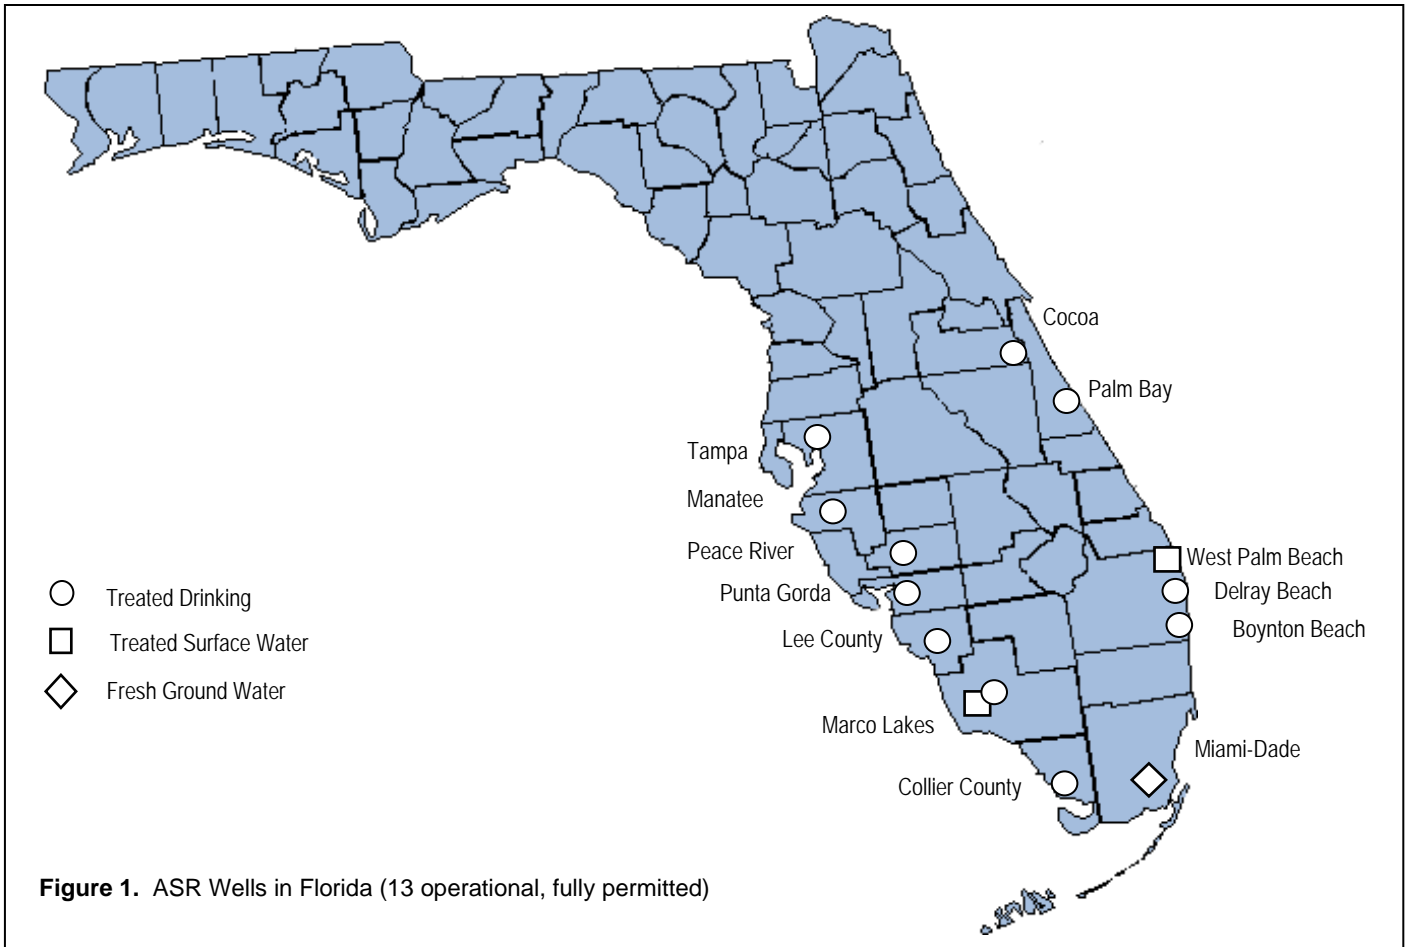 Cocoa
Palm Bay
Tampa
Manatee
Peace River
West Palm Beach
Punta Gorda
Delray Beach
Treated Drinking
Boynton Beach
Lee County
Treated Surface Water
Fresh Ground Water
Marco Lakes
Miami-Dade
Collier County
Figure 1. ASR Wells in Florida (13 operational, fully permitted)